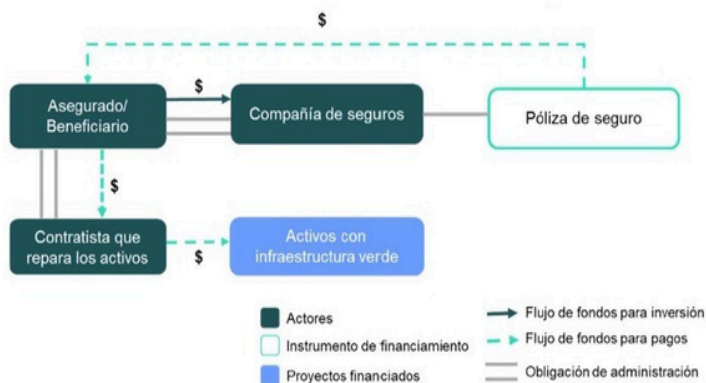 $
$
Asegurado/
Beneficiario
Compañía de seguros
Póliza de seguro
$
Contratista que
repara los activos
$
Activos con
infraestructura verde
Actores
Instrumento de financiamiento
Proyectos financiados
Flujo de fondos para inversión
Flujo de fondos para pagos
Obligación de administración